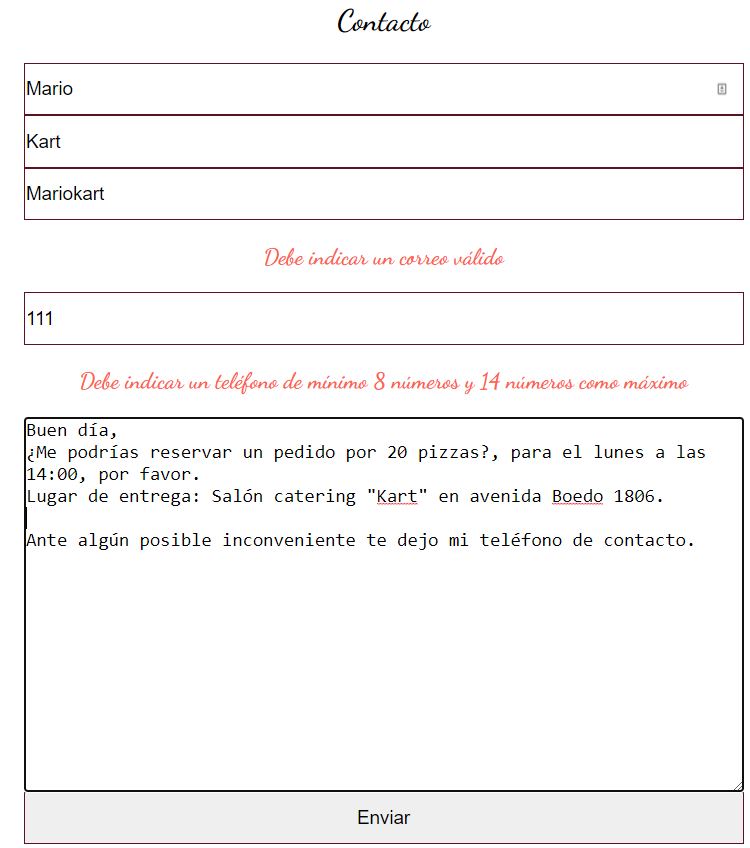 Contacto
Mario
Kart
Mariokart
Debe indicar un correo válido
111
Debe indicar un teléfono de mínimo 8 números y 14 números como máximo
Buen día,
¿Me podrías reservar un pedido por 20 pizzas?, para el lunes a las
14:00, por favor.
Lugar de entrega: Salón catering "Kart" en avenida Boedo 1806.
Ante algún posible inconveniente te dejo mi teléfono de contacto.
Enviar